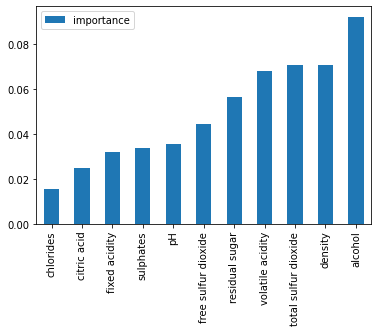 importance
0.08
0.06
0.04
0.02
0.00
chlorides
citric acid
fixed acidity
sulphates
pH
free sulfur dioxide
residual sugar
volatile acidity
total sulfur dioxide
density
alcohol